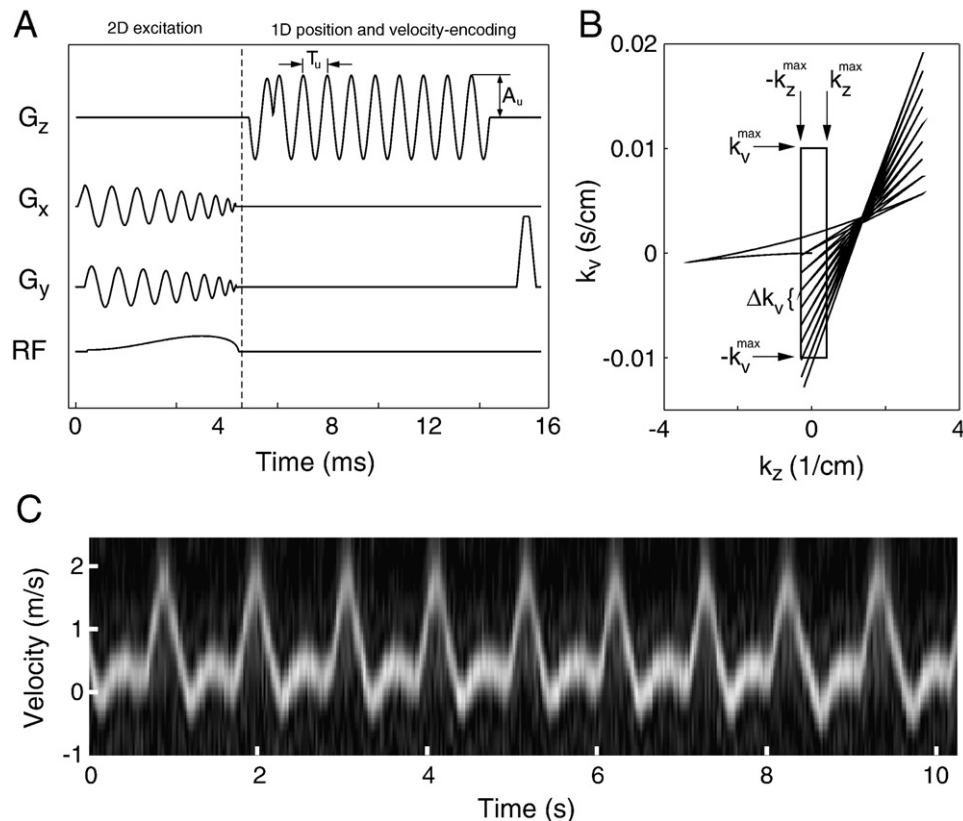 A
2D excitation
1D position and velocity-encoding
T_u
A_u
G_z
G_x
G_y
RF
0 4 8 12 16
Time (ms)
B
0.02
0.01
0
-0.01
-k_z^max k_z^max
k_v^max
Δk_v {
-k_v^max
k_v (s/cm)
-4 0 4
k_z (1/cm)
C
Velocity (m/s)
2
1
0
-1
0 2 4 6 8 10
Time (s)